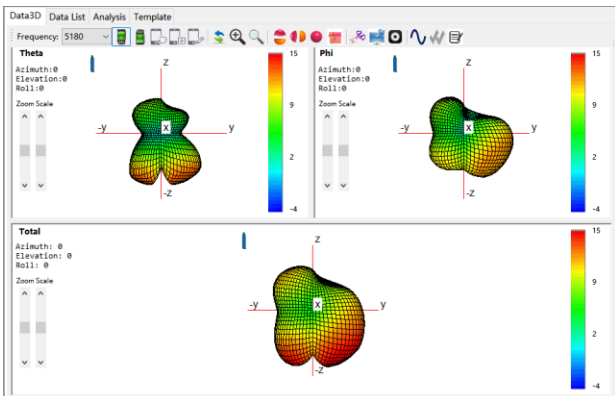 Data3D Data List Analysis Template
Frequency: 5180
Theta
Azimuth:0
Elevation:0
Roll:0
Zoom Scale
z
-y
x
y
-z
15
9
2
-4
Phi
Azimuth:0
Elevation:0
Roll:0
Zoom Scale
z
-y
x
y
-z
15
9
2
-4
Total
Azimuth: 0
Elevation: 0
Roll: 0
Zoom Scale
z
-y
x
y
-z
15
9
2
-4